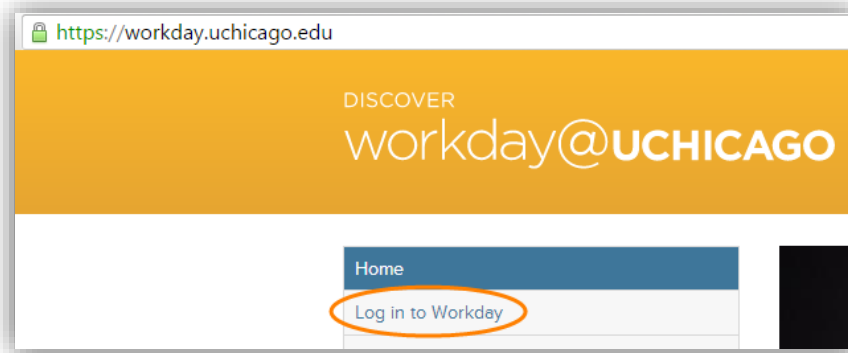 https://workday.uchicago.edu
DISCOVER
workday@UCHICAGO
Home
Log in to Workday